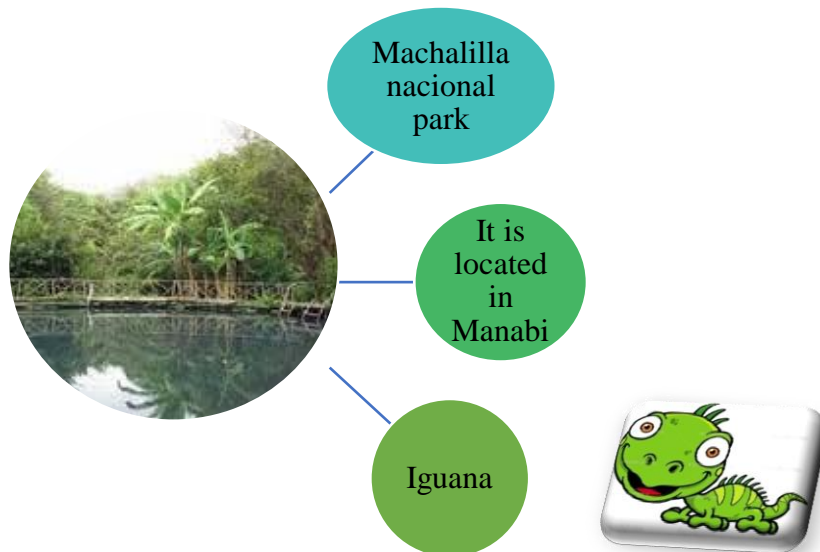 Machalilla
nacional
park
It is
located
in
Manabi
Iguana